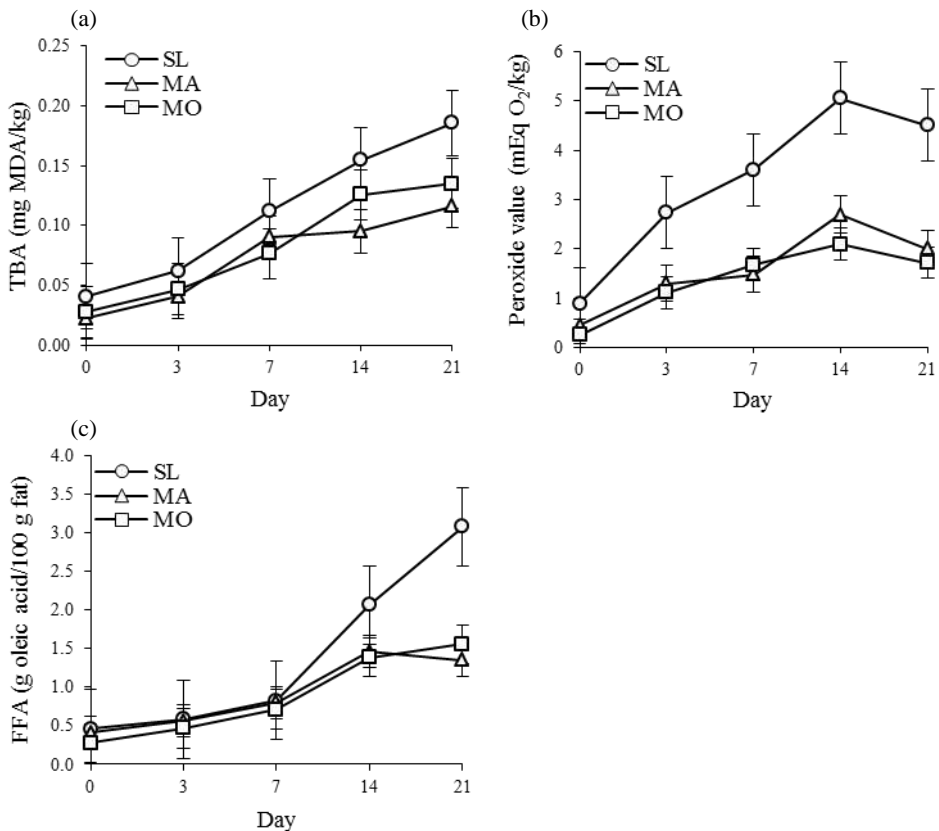 (a)
TBA (mg MDA/kg)
0.25
0.20
0.15
0.10
0.05
0.00
SL
MA
MO
0 3 7 14 21
Day
(b)
Peroxide value (mEq O₂/kg)
6
5
4
3
2
1
0
SL
MA
MO
0 3 7 14 21
Day
(c)
FFA (g oleic acid/100 g fat)
4.0
3.5
3.0
2.5
2.0
1.5
1.0
0.5
0.0
SL
MA
MO
0 3 7 14 21
Day